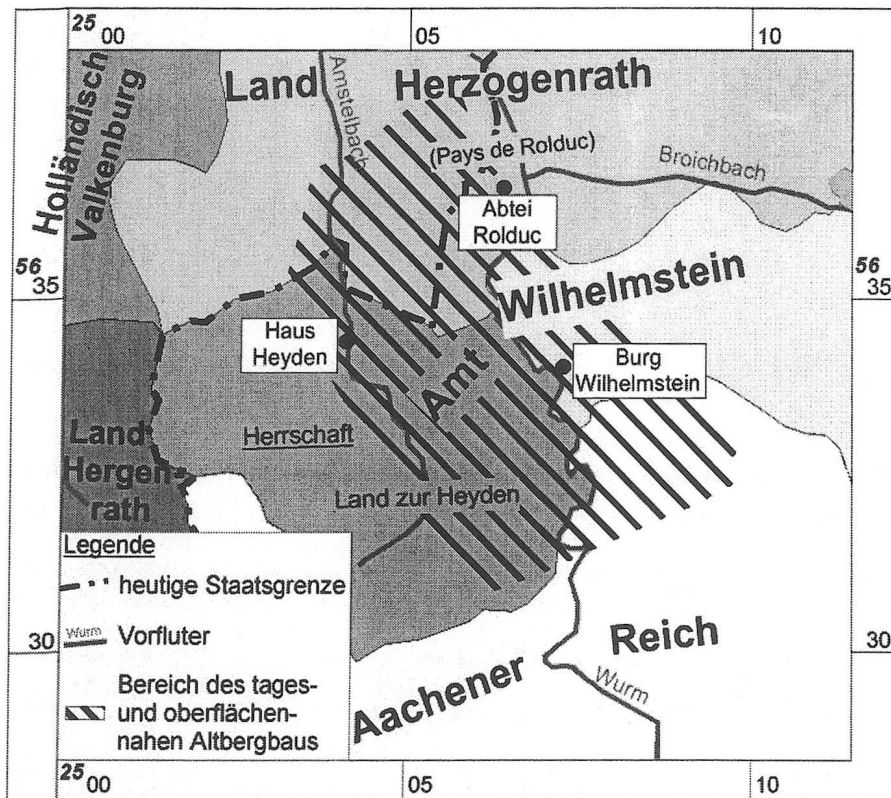 25
00
05
10
Holländisch
Valkenburg
Land
Herzogenrath
Amstelbach
(Pays de Rolduc)
Broichbach
Abtei
Rolduc
56
35
35
Wilhelmstein
Haus
Heyden
Burg
Wilhelmstein
Amt
Herrschaft
Land
Hergen-
rath
Land zur Heyden
Legende
heutige Staatsgrenze
Wurm
Vorfluter
Bereich des tages-
und oberflächen-
nahen Altbergbaus
30
30
Aachener
Reich
Wurm
25
00
05
10